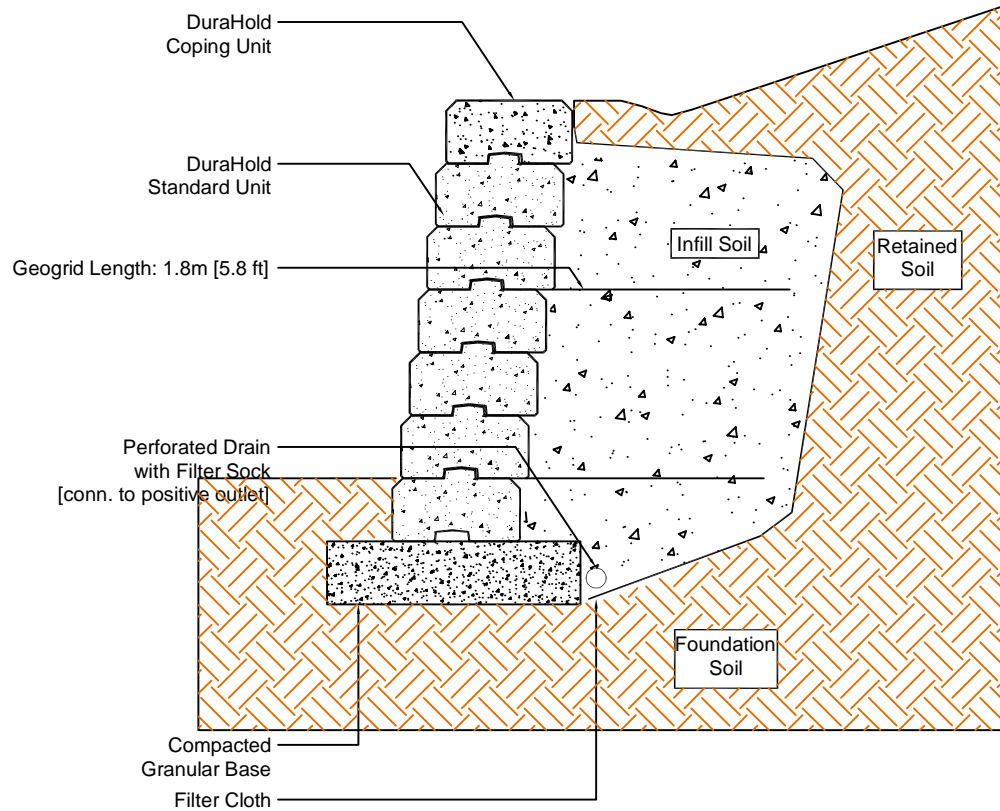 DuraHold
Coping Unit
DuraHold
Standard Unit
Infill Soil
Retained
Soil
Geogrid Length: 1.8m [5.8 ft]
Perforated Drain
with Filter Sock
[conn. to positive outlet]
Foundation
Soil
Compacted
Granular Base
Filter Cloth